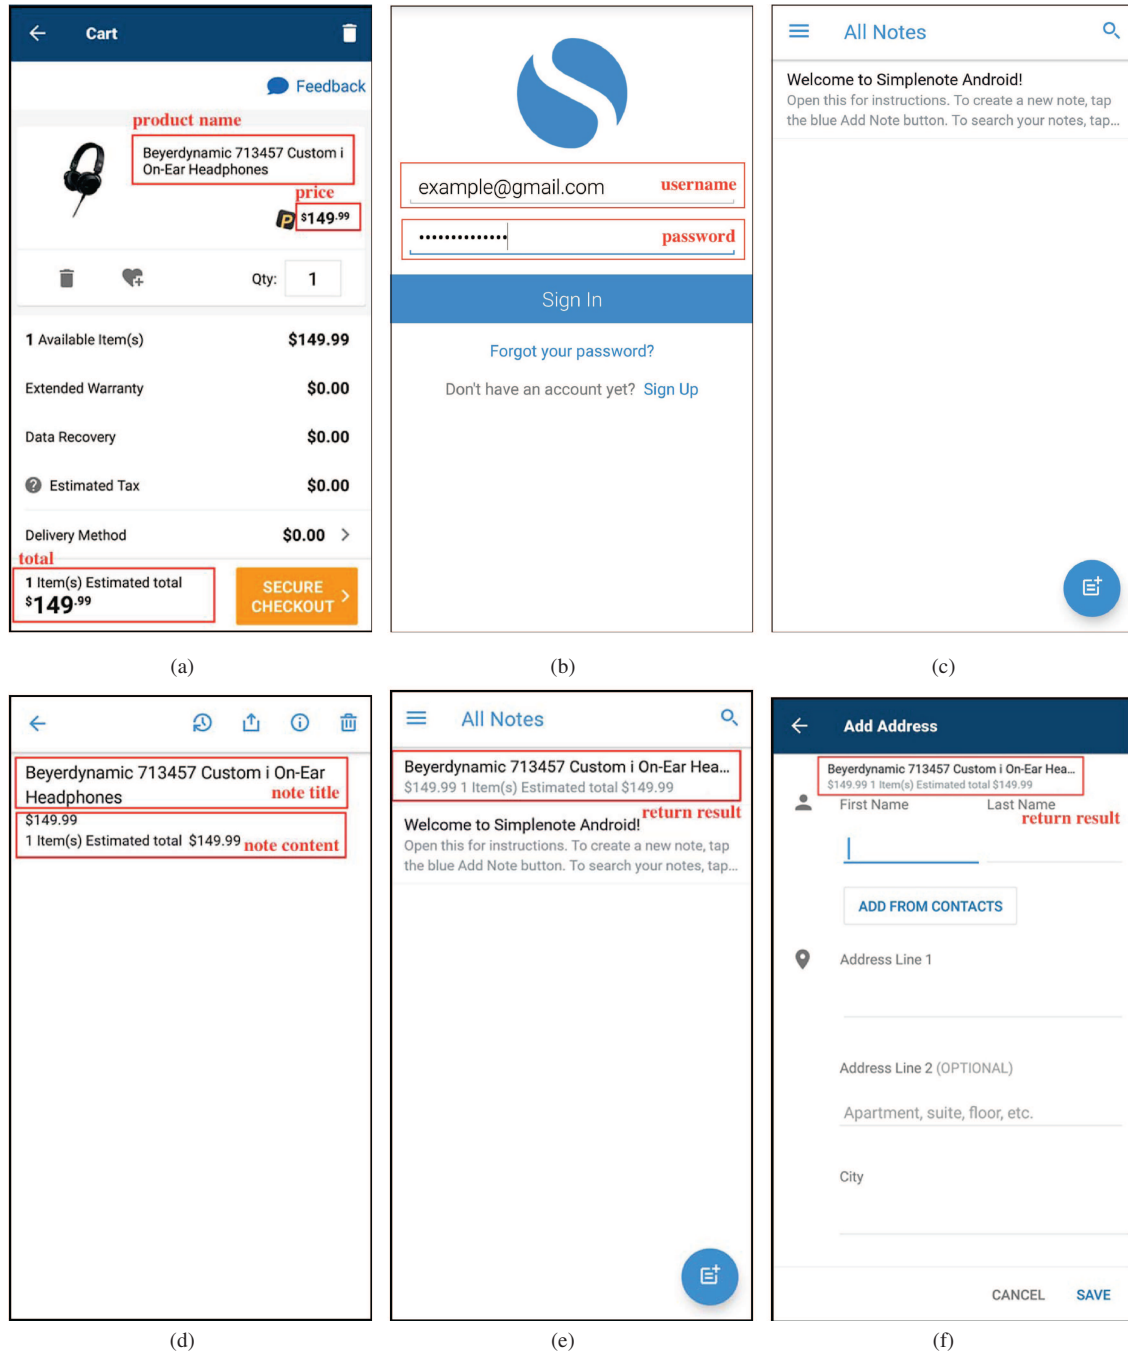 Cart
Feedback
product name
Beyerdynamic 713457 Custom i
On-Ear Headphones
price
P $149.99
Qty: 1
1 Available Item(s) $149.99
Extended Warranty $0.00
Data Recovery $0.00
? Estimated Tax $0.00
Delivery Method $0.00 >
total
1 Item(s) Estimated total
$149.99
SECURE
CHECKOUT >
(a)
example@gmail.com username
•••••••••••••• password
Sign In
Forgot your password?
Don't have an account yet? Sign Up
(b)
All Notes
Welcome to Simplenote Android!
Open this for instructions. To create a new note, tap
the blue Add Note button. To search your notes, tap...
(c)
Beyerdynamic 713457 Custom i On-Ear
Headphones note title
$149.99
1 Item(s) Estimated total $149.99 note content
(d)
All Notes
Beyerdynamic 713457 Custom i On-Ear Hea...
$149.99 1 Item(s) Estimated total $149.99
return result
Welcome to Simplenote Android!
Open this for instructions. To create a new note, tap
the blue Add Note button. To search your notes, tap...
(e)
Add Address
Beyerdynamic 713457 Custom i On-Ear Hea...
$149.99 1 Item(s) Estimated total $149.99
First Name Last Name
return result
ADD FROM CONTACTS
Address Line 1
Address Line 2 (OPTIONAL)
Apartment, suite, floor, etc.
City
CANCEL SAVE
(f)